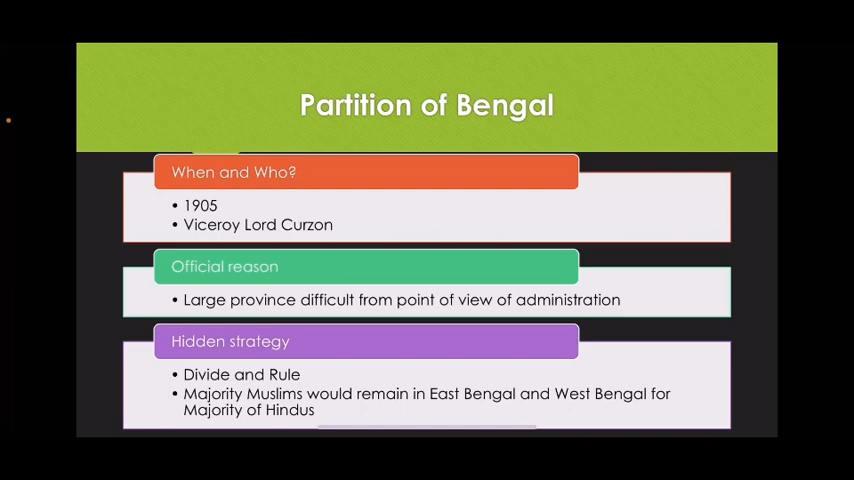 Partition of Bengal
When and Who?
• 1905
• Viceroy Lord Curzon
Official reason
• Large province difficult from point of view of administration
Hidden strategy
• Divide and Rule
• Majority Muslims would remain in East Bengal and West Bengal for
Majority of Hindus